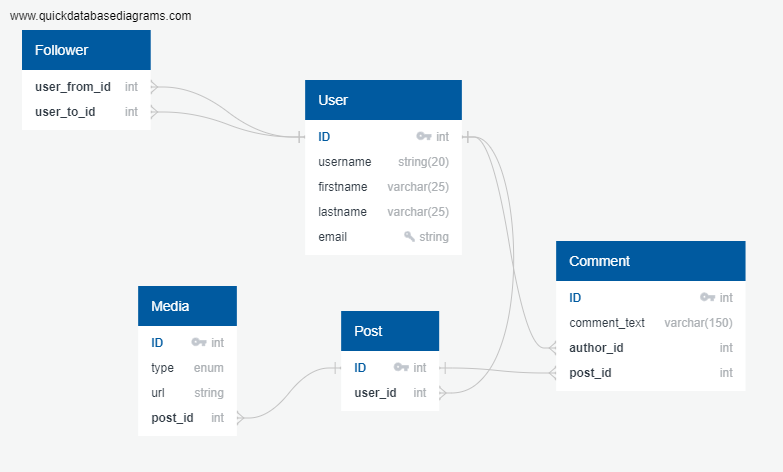 www.quickdatabasediagrams.com
Follower
user_from_id int
user_to_id int
User
ID int
username string(20)
firstname varchar(25)
lastname varchar(25)
email string
Comment
ID int
comment_text varchar(150)
author_id int
post_id int
Media
ID int
type enum
url string
post_id int
Post
ID int
user_id int